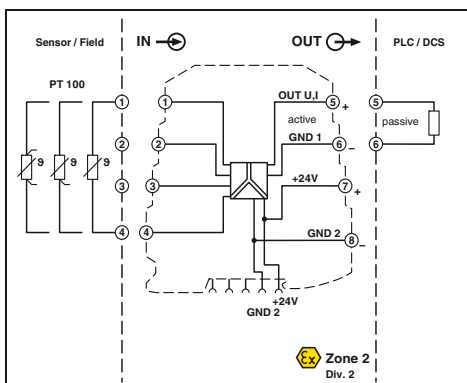 Sensor / Field
IN
OUT
PLC / DCS
PT 100
1
2
3
4
ϑ ϑ ϑ
1
2
3
4
OUT U,I
active
GND 1
+24V
GND 2
5 +
6 –
7 +
8 –
5
6
passive
+24V
GND 2
Ex
Zone 2
Div. 2